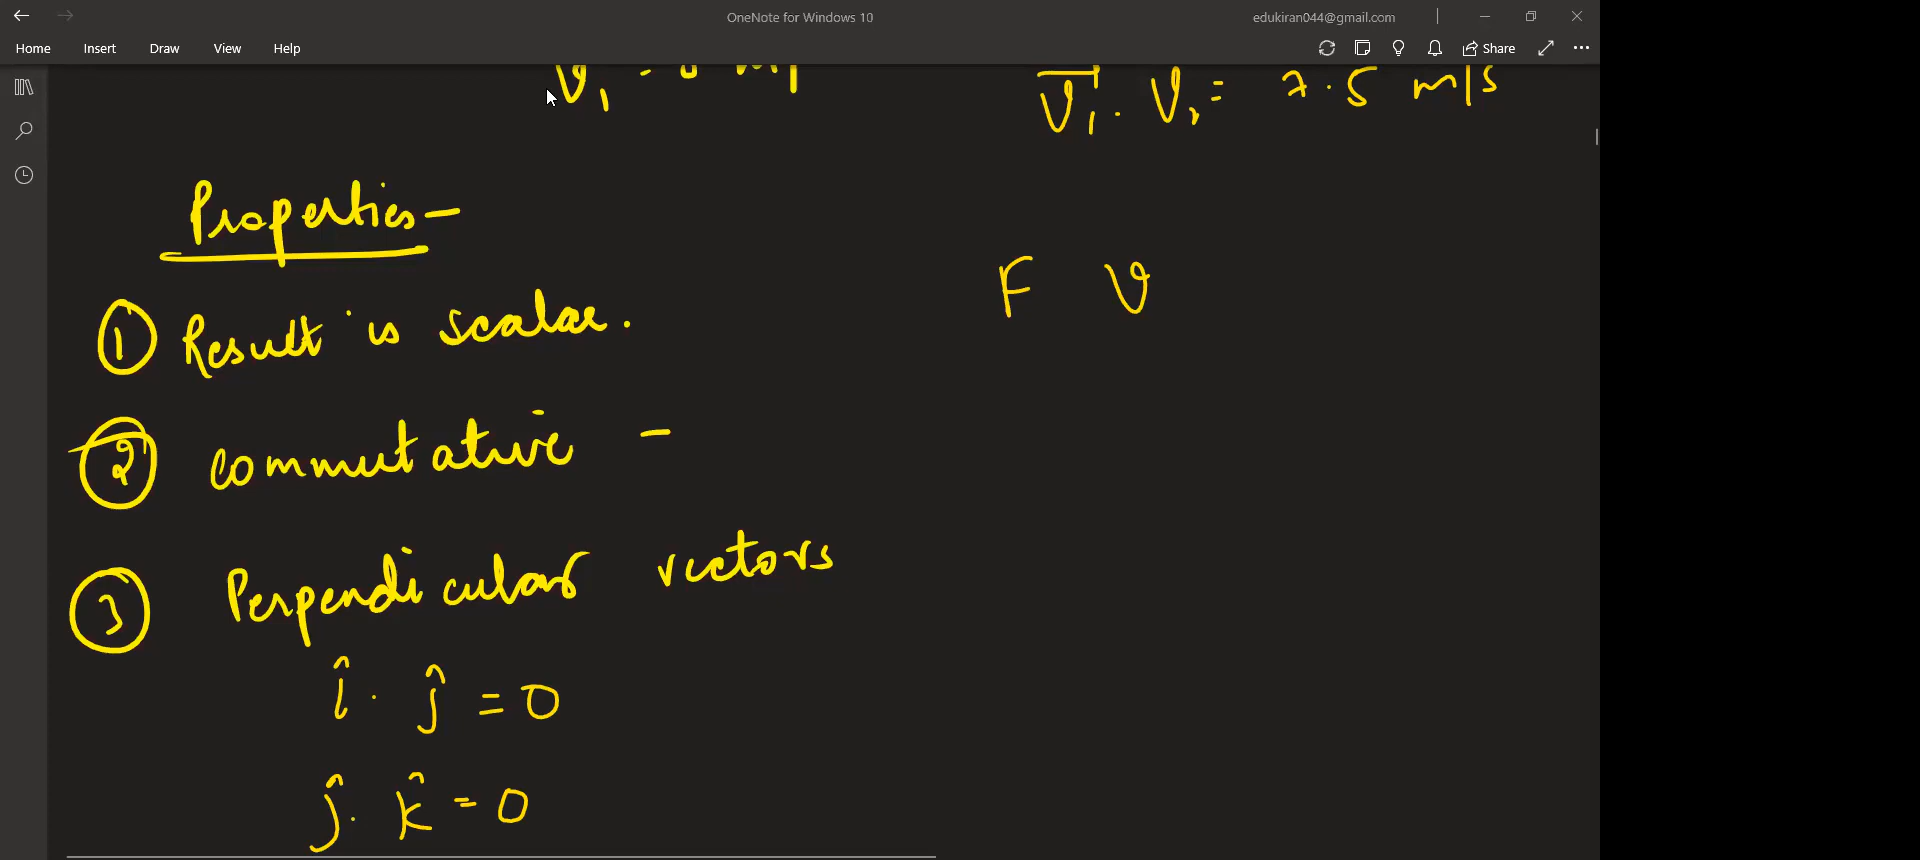 OneNote for Windows 10
edukiran044@gmail.com
Home Insert Draw View Help
Share
V₁ · V₂ = 7.5 m/s
Properties -
F V
① Result is scalar.
② commutative -
③ Perpendicular vectors
î · ĵ = 0
ĵ · k̂ = 0